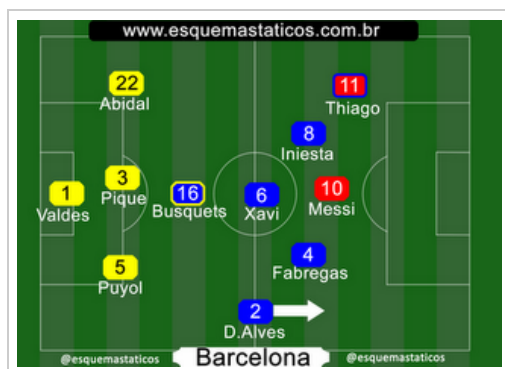 www.esquemastaticos.com.br
22
Abidal
11
Thiago
8
Iniesta
3
Pique
1
Valdes
16
Busquets
6
Xavi
10
Messi
5
Puyol
4
Fabregas
2
D.Alves
@esquemastaticos
Barcelona
@esquemastaticos